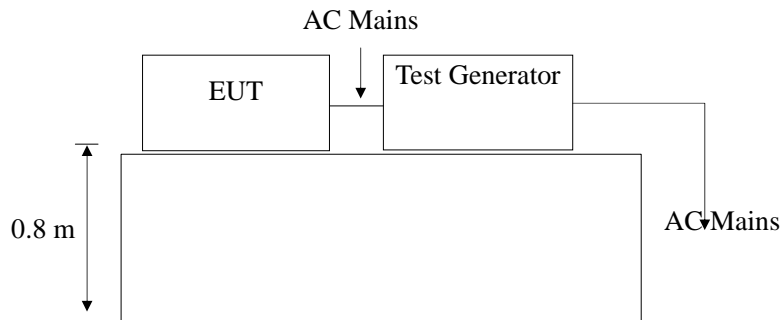 AC Mains
EUT
Test Generator
0.8 m
AC Mains